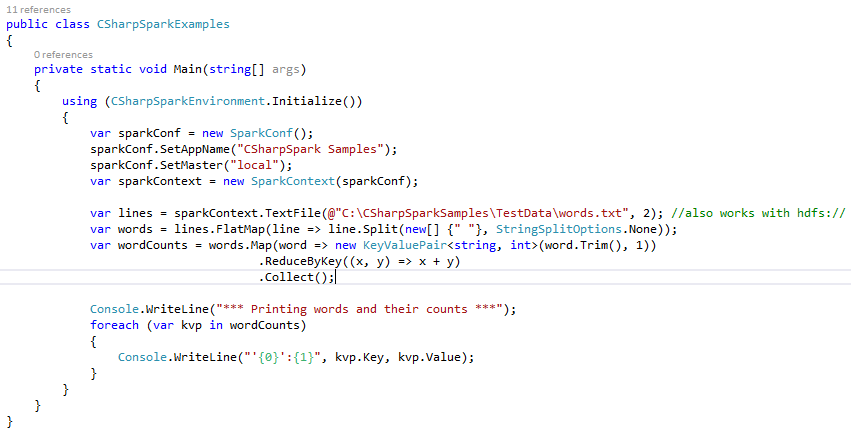 11 references
public class CSharpSparkExamples
{
0 references
private static void Main(string[] args)
{
using (CSharpSparkEnvironment.Initialize())
{
var sparkConf = new SparkConf();
sparkConf.SetAppName("CSharpSpark Samples");
sparkConf.SetMaster("local");
var sparkContext = new SparkContext(sparkConf);
var lines = sparkContext.TextFile(@"C:\CSharpSparkSamples\TestData\words.txt", 2); //also works with hdfs://
var words = lines.FlatMap(line => line.Split(new[] {" "}, StringSplitOptions.None));
var wordCounts = words.Map(word => new KeyValuePair<string, int>(word.Trim(), 1))
.ReduceByKey((x, y) => x + y)
.Collect();
Console.WriteLine("*** Printing words and their counts ***");
foreach (var kvp in wordCounts)
{
Console.WriteLine("'{0}':{1}", kvp.Key, kvp.Value);
}
}
}
}